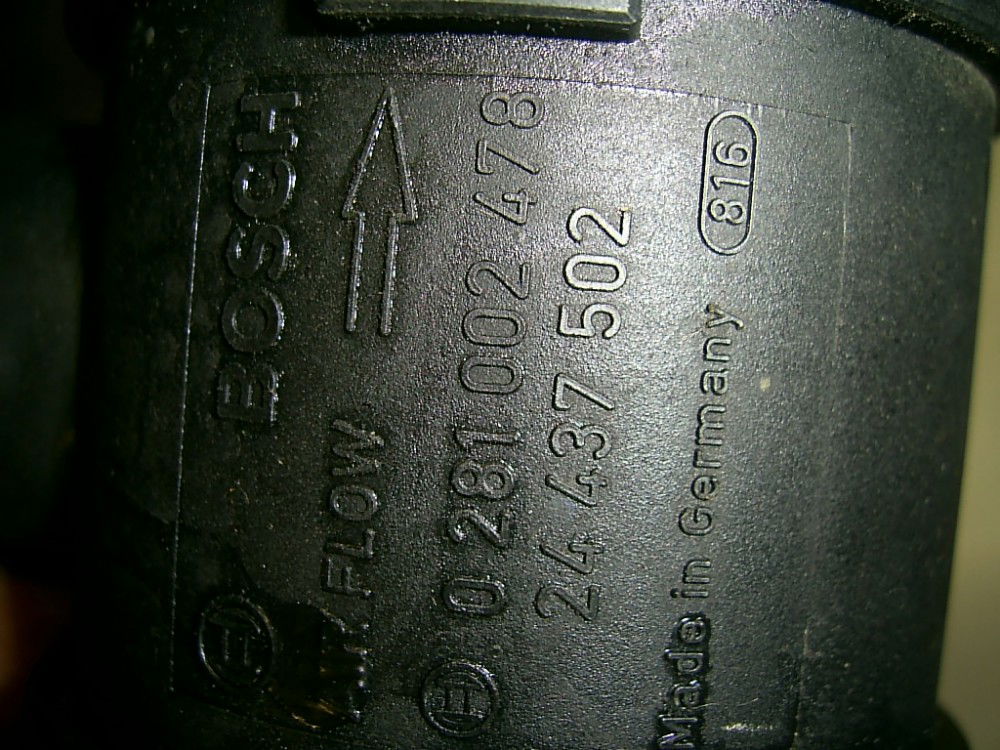 BOSCH
FLOW
0 281 002 478
24 437 502
Made in Germany
816